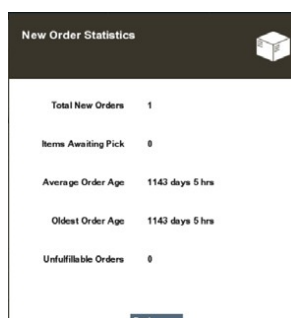 New Order Statistics
Total New Orders 1
Items Awaiting Pick 0
Average Order Age 1143 days 5 hrs
Oldest Order Age 1143 days 5 hrs
Unfulfillable Orders 0